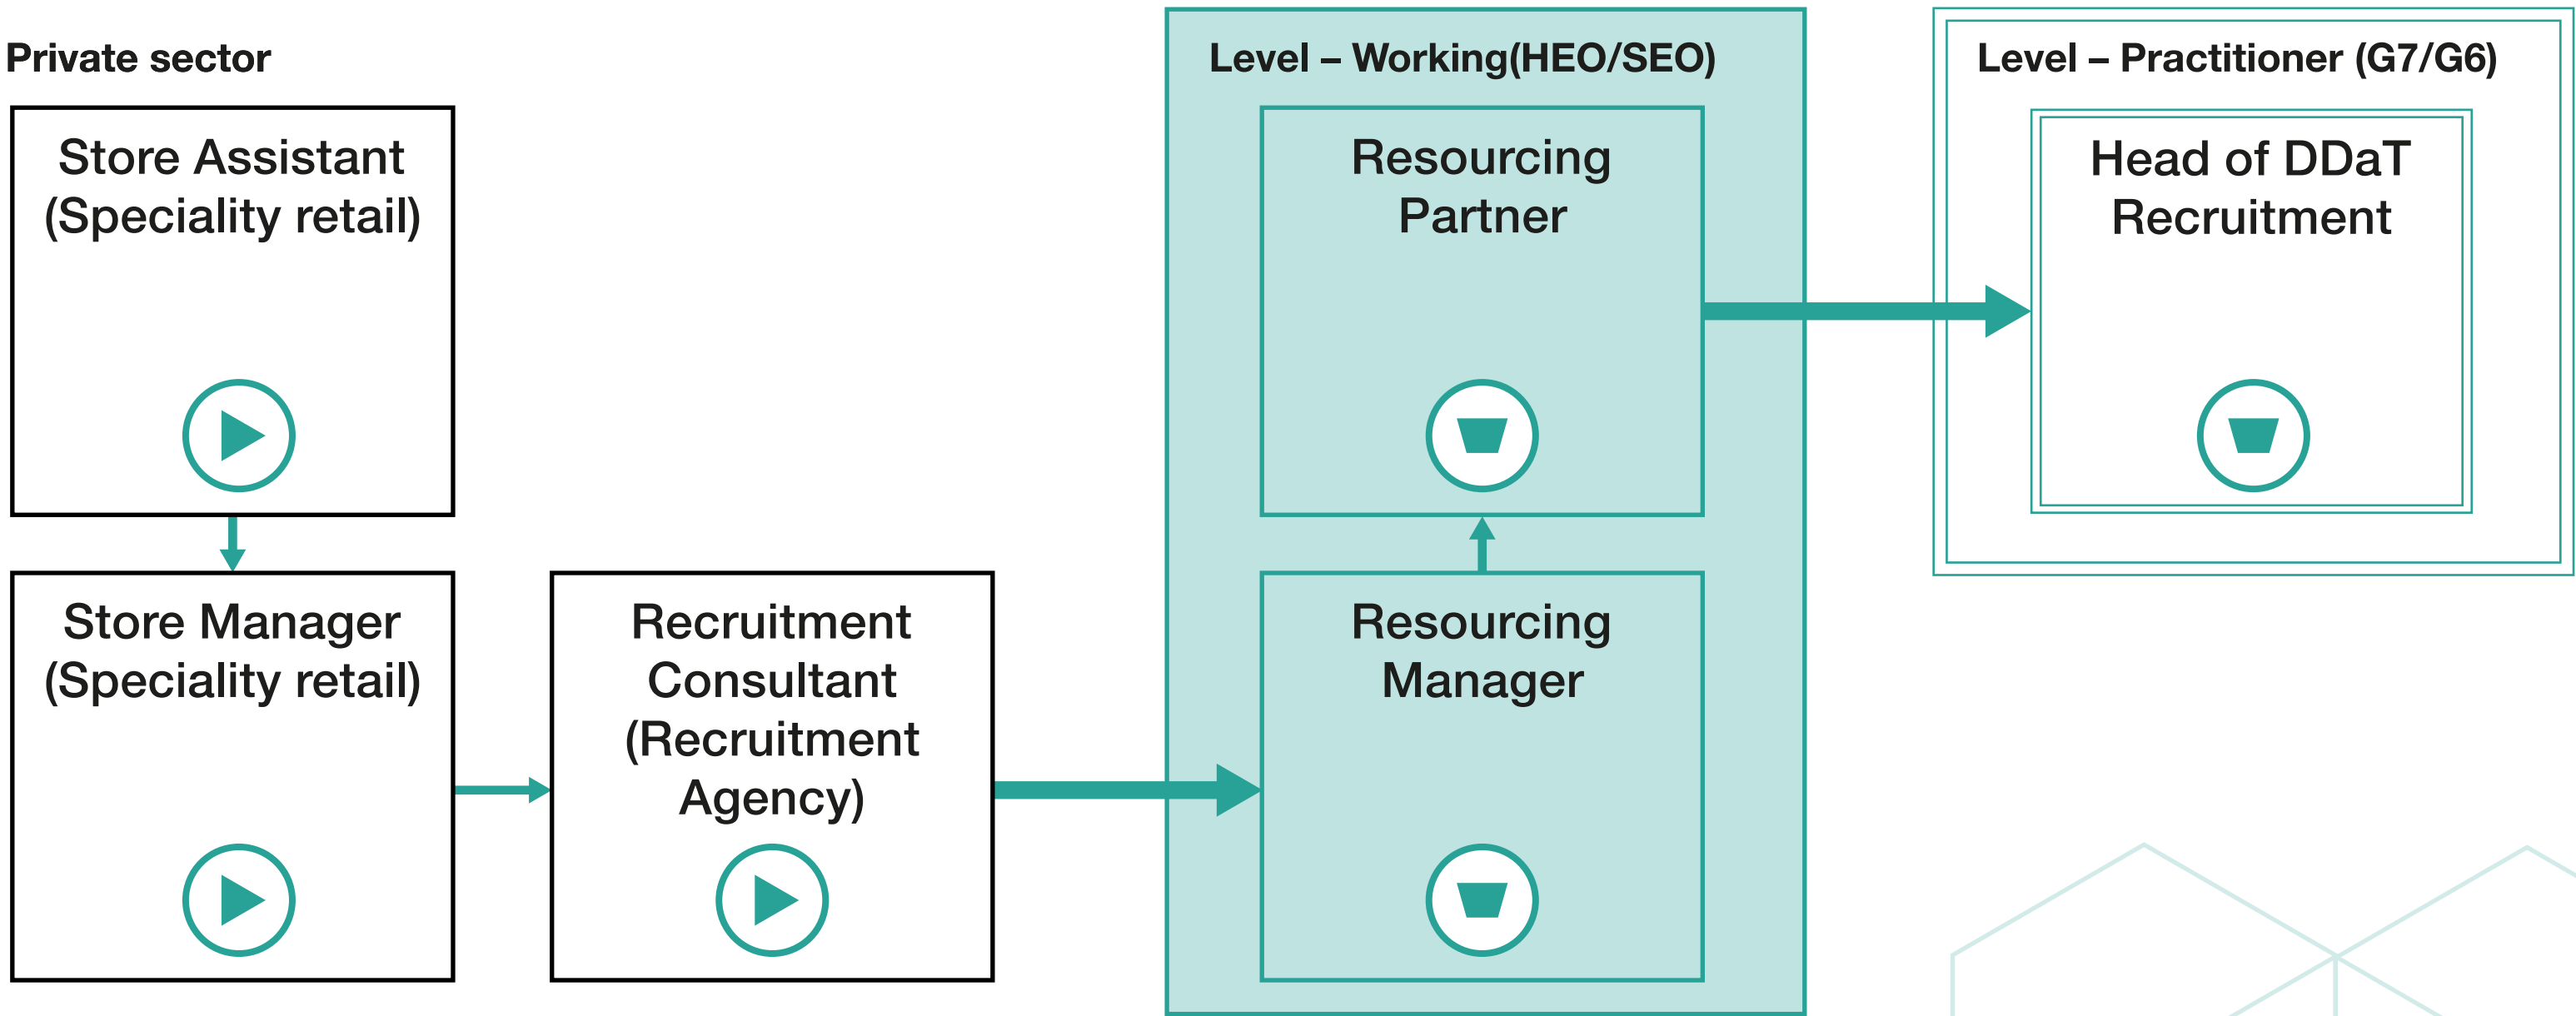 Private sector
Store Assistant
(Speciality retail)
Store Manager
(Speciality retail)
Recruitment
Consultant
(Recruitment
Agency)
Level – Working(HEO/SEO)
Resourcing
Partner
Resourcing
Manager
Level – Practitioner (G7/G6)
Head of DDaT
Recruitment